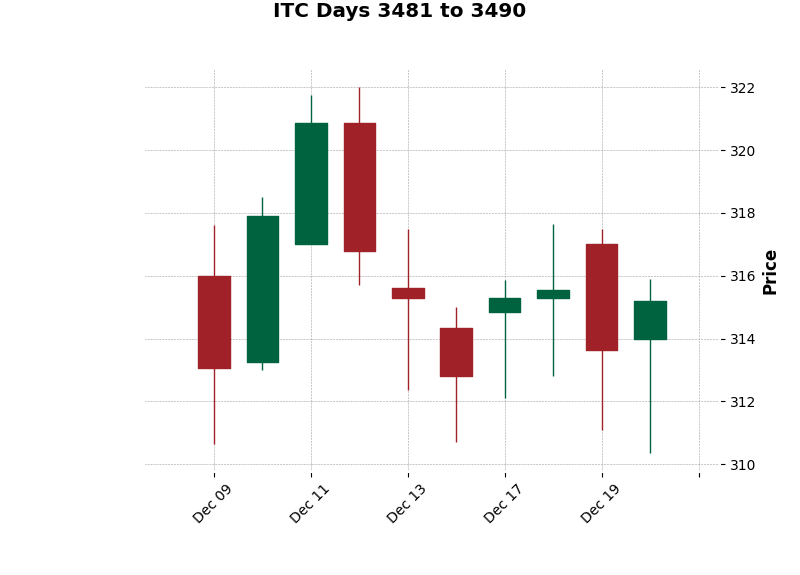 ITC Days 3481 to 3490
322
320
318
316
314
312
310
Price
Dec 09
Dec 11
Dec 13
Dec 17
Dec 19